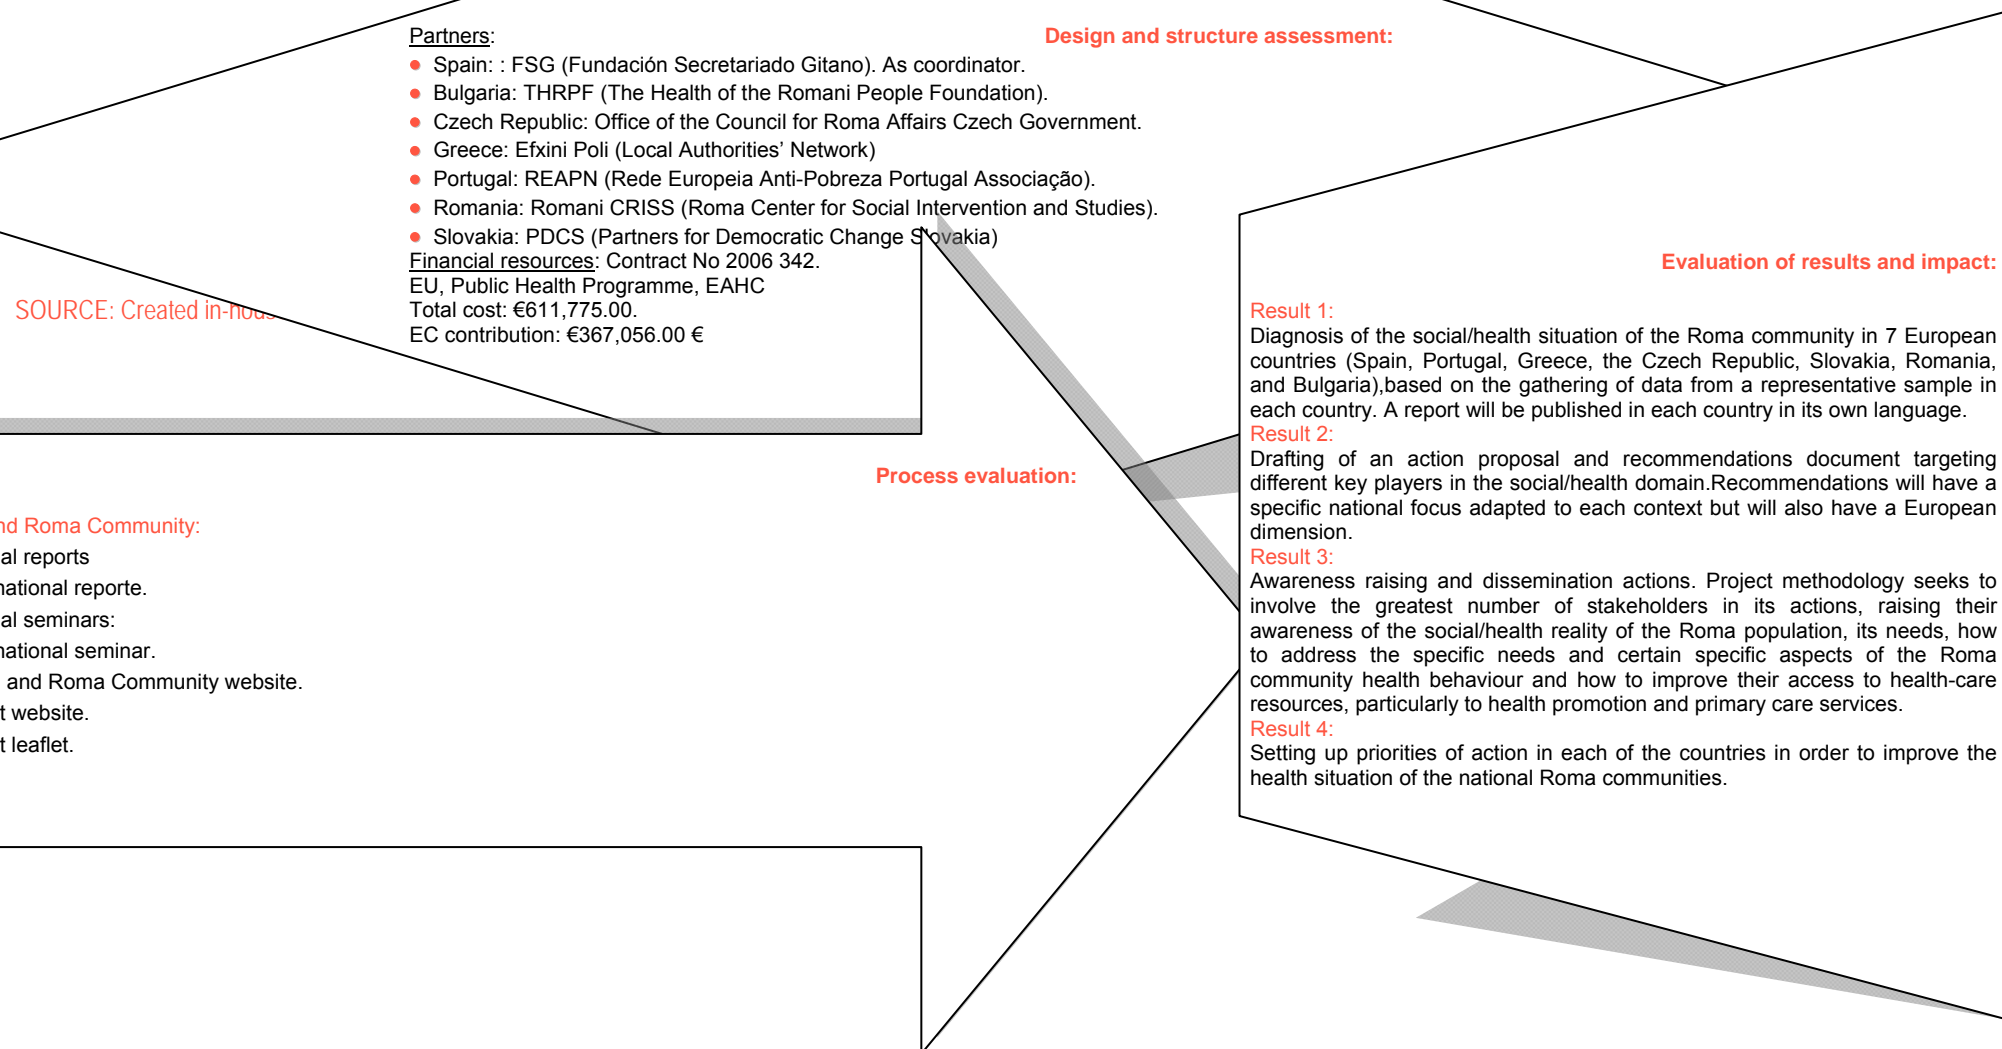 Partners:
Design and structure assessment:
Spain: : FSG (Fundación Secretariado Gitano). As coordinator.
Bulgaria: THRPF (The Health of the Romani People Foundation).
Czech Republic: Office of the Council for Roma Affairs Czech Government.
Greece: Efxini Poli (Local Authorities’ Network)
Portugal: REAPN (Rede Europeia Anti-Pobreza Portugal Associação).
Romania: Romani CRISS (Roma Center for Social Intervention and Studies).
Slovakia: PDCS (Partners for Democratic Change Slovakia)
Financial resources: Contract No 2006 342.
EU, Public Health Programme, EAHC
Total cost: €611,775.00.
EC contribution: €367,056.00 €
SOURCE: Created in-hous
Process evaluation:
nd Roma Community:
al reports
national reporte.
al seminars:
national seminar.
and Roma Community website.
t website.
t leaflet.
Evaluation of results and impact:
Result 1:
Diagnosis of the social/health situation of the Roma community in 7 European
countries (Spain, Portugal, Greece, the Czech Republic, Slovakia, Romania,
and Bulgaria),based on the gathering of data from a representative sample in
each country. A report will be published in each country in its own language.
Result 2:
Drafting of an action proposal and recommendations document targeting
different key players in the social/health domain.Recommendations will have a
specific national focus adapted to each context but will also have a European
dimension.
Result 3:
Awareness raising and dissemination actions. Project methodology seeks to
involve the greatest number of stakeholders in its actions, raising their
awareness of the social/health reality of the Roma population, its needs, how
to address the specific needs and certain specific aspects of the Roma
community health behaviour and how to improve their access to health-care
resources, particularly to health promotion and primary care services.
Result 4:
Setting up priorities of action in each of the countries in order to improve the
health situation of the national Roma communities.